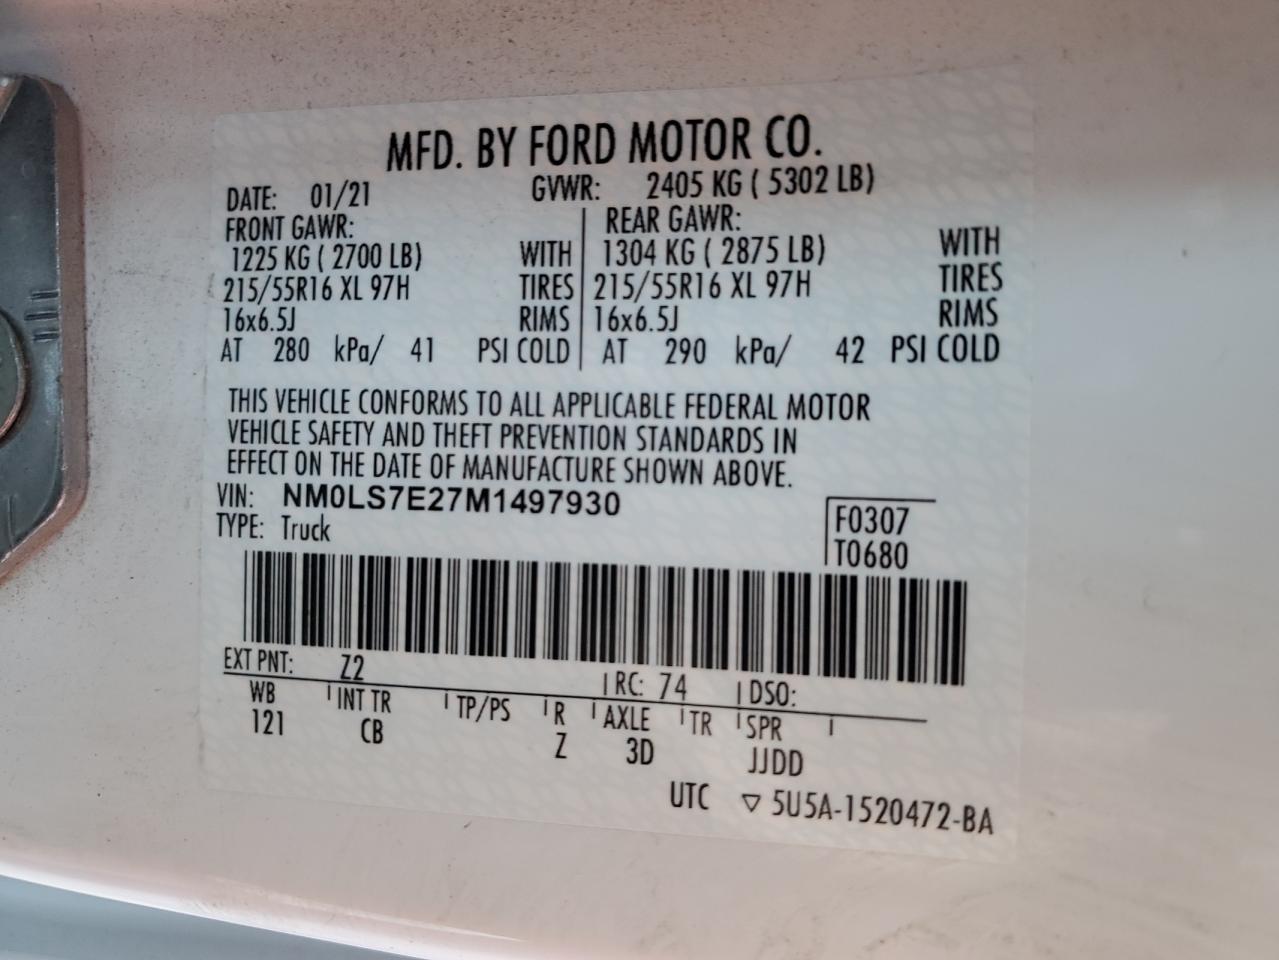 MFD. BY FORD MOTOR CO.
DATE: 01/21 GVWR: 2405 KG ( 5302 LB)
FRONT GAWR: REAR GAWR:
1225 KG ( 2700 LB) WITH 1304 KG ( 2875 LB) WITH
215/55R16 XL 97H TIRES 215/55R16 XL 97H TIRES
16x6.5J RIMS 16x6.5J RIMS
AT 280 kPa/ 41 PSI COLD AT 290 kPa/ 42 PSI COLD
THIS VEHICLE CONFORMS TO ALL APPLICABLE FEDERAL MOTOR
VEHICLE SAFETY AND THEFT PREVENTION STANDARDS IN
EFFECT ON THE DATE OF MANUFACTURE SHOWN ABOVE.
VIN: NM0LS7E27M1497930
TYPE: Truck
F0307
T0680
EXT PNT: Z2 RC: 74 DSO:
WB INT TR TP/PS R AXLE TR SPR
121 CB Z 3D JJDD
UTC ▽ 5U5A-1520472-BA